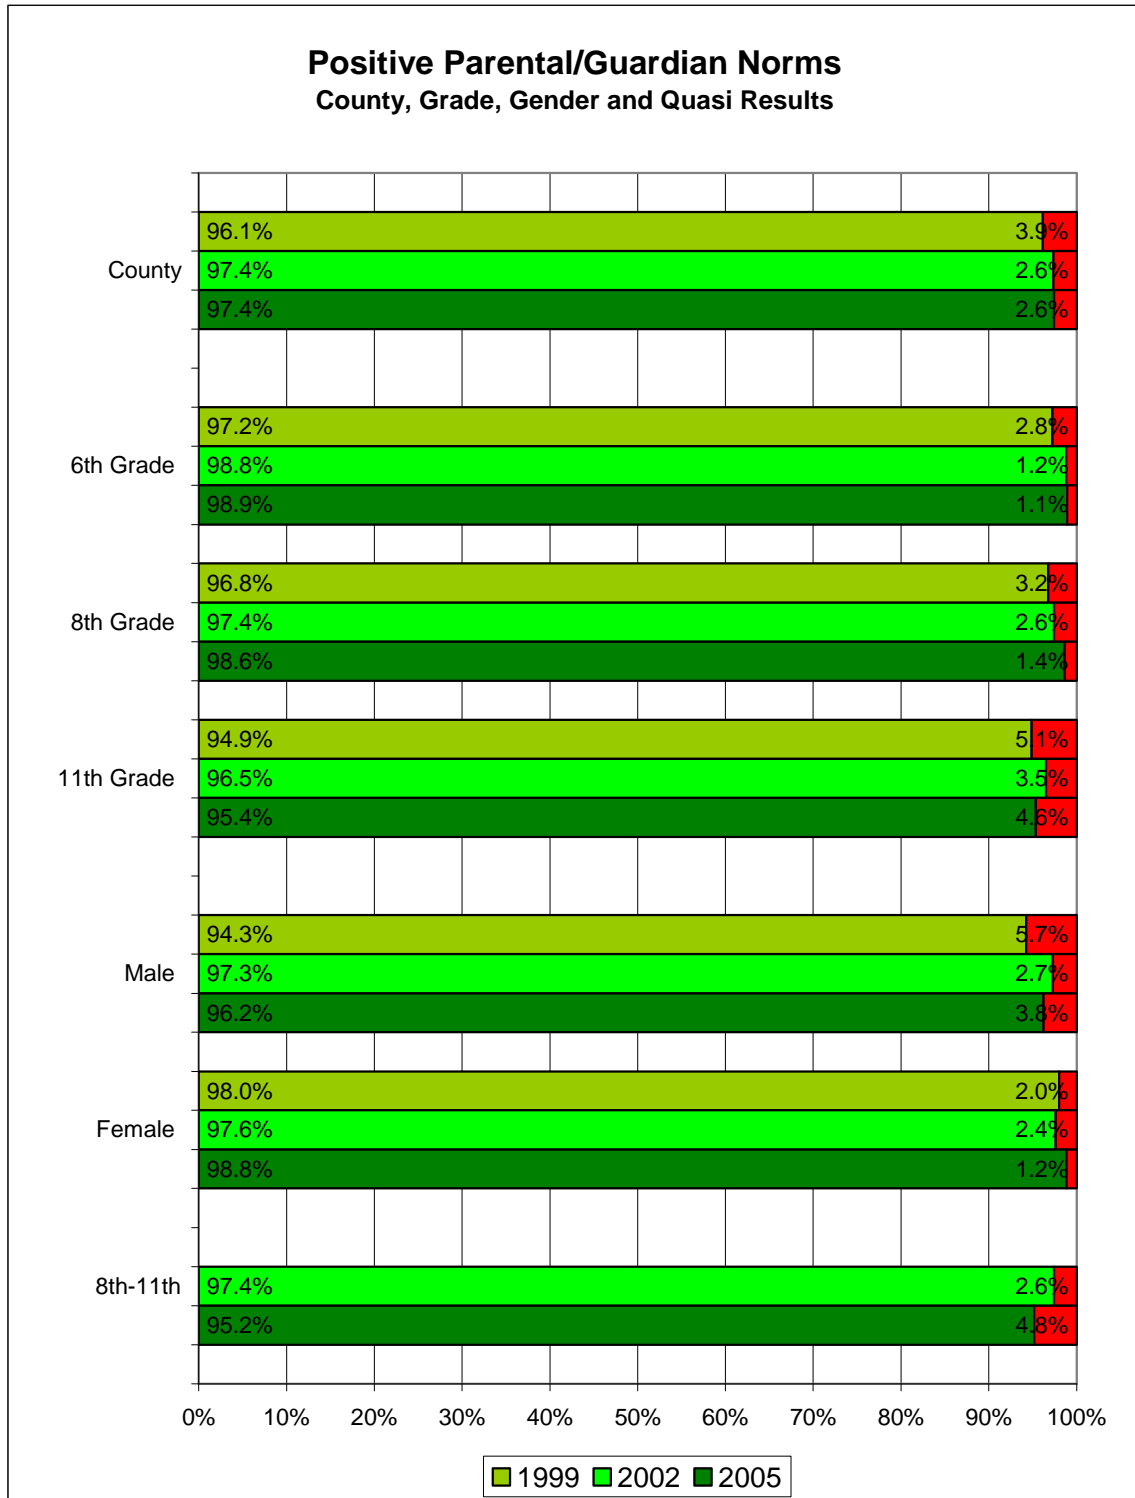 Positive Parental/Guardian Norms
County, Grade, Gender and Quasi Results
96.1% 3.9%
County 97.4% 2.6%
97.4% 2.6%
97.2% 2.8%
6th Grade 98.8% 1.2%
98.9% 1.1%
96.8% 3.2%
8th Grade 97.4% 2.6%
98.6% 1.4%
94.9% 5.1%
11th Grade 96.5% 3.5%
95.4% 4.6%
94.3% 5.7%
Male 97.3% 2.7%
96.2% 3.8%
98.0% 2.0%
Female 97.6% 2.4%
98.8% 1.2%
8th-11th 97.4% 2.6%
95.2% 4.8%
0% 10% 20% 30% 40% 50% 60% 70% 80% 90% 100%
1999 2002 2005